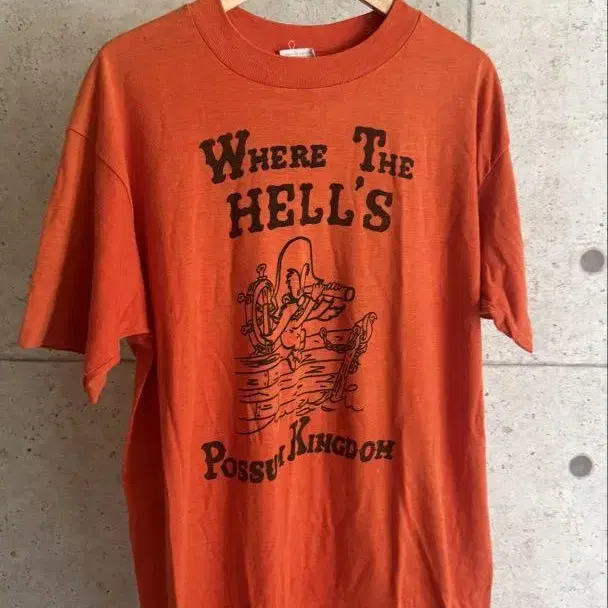 WHERE THE
HELL'S
POSSUM KINGDOM